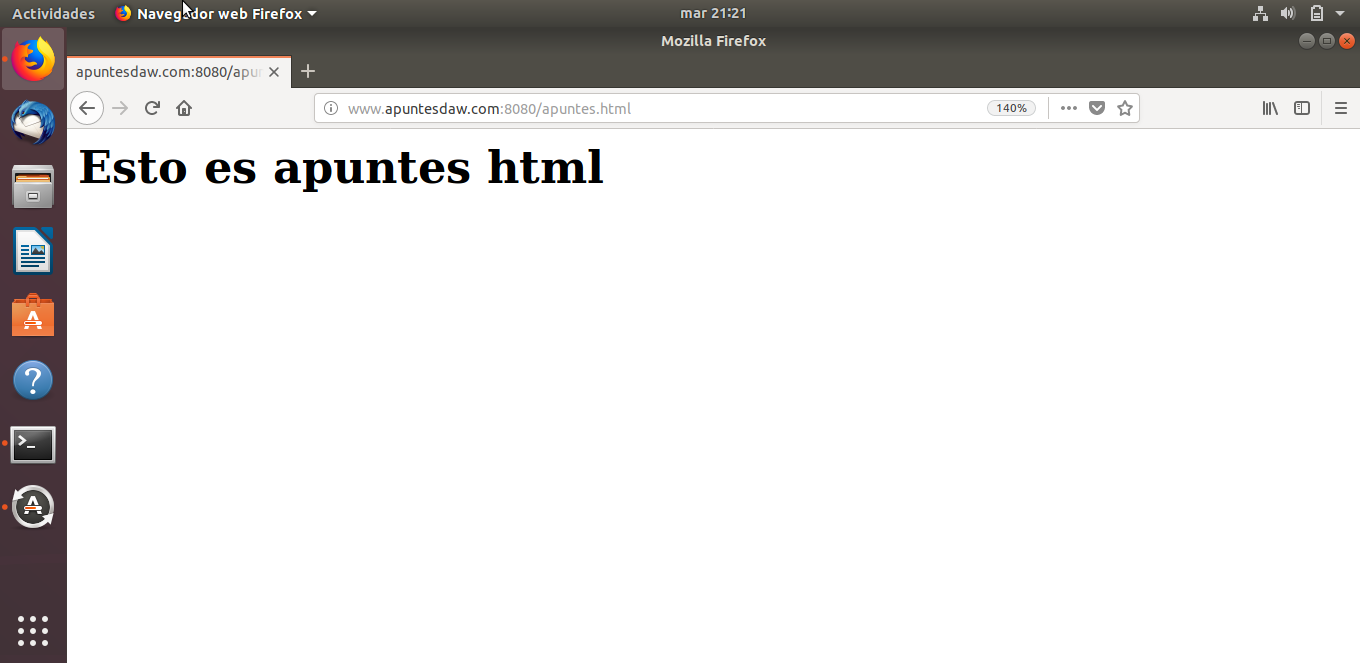 Actividades
Navegador web Firefox
mar 21:21
Mozilla Firefox
apuntesdaw.com:8080/apun
www.apuntesdaw.com:8080/apuntes.html
140%
Esto es apuntes html